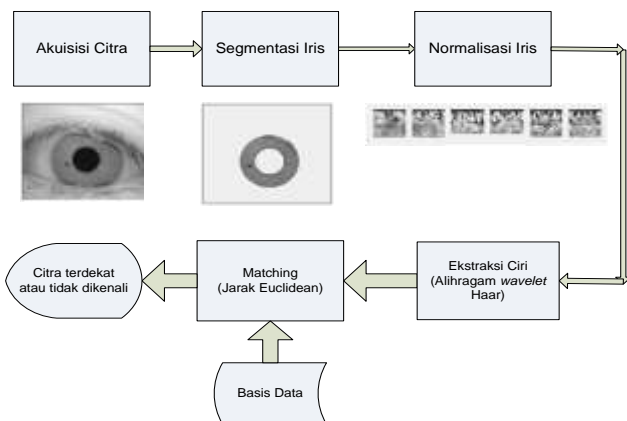 Akuisisi Citra
Segmentasi Iris
Normalisasi Iris
Citra terdekat
atau tidak dikenali
Matching
(Jarak Euclidean)
Ekstraksi Ciri
(Alihragam wavelet
Haar)
Basis Data